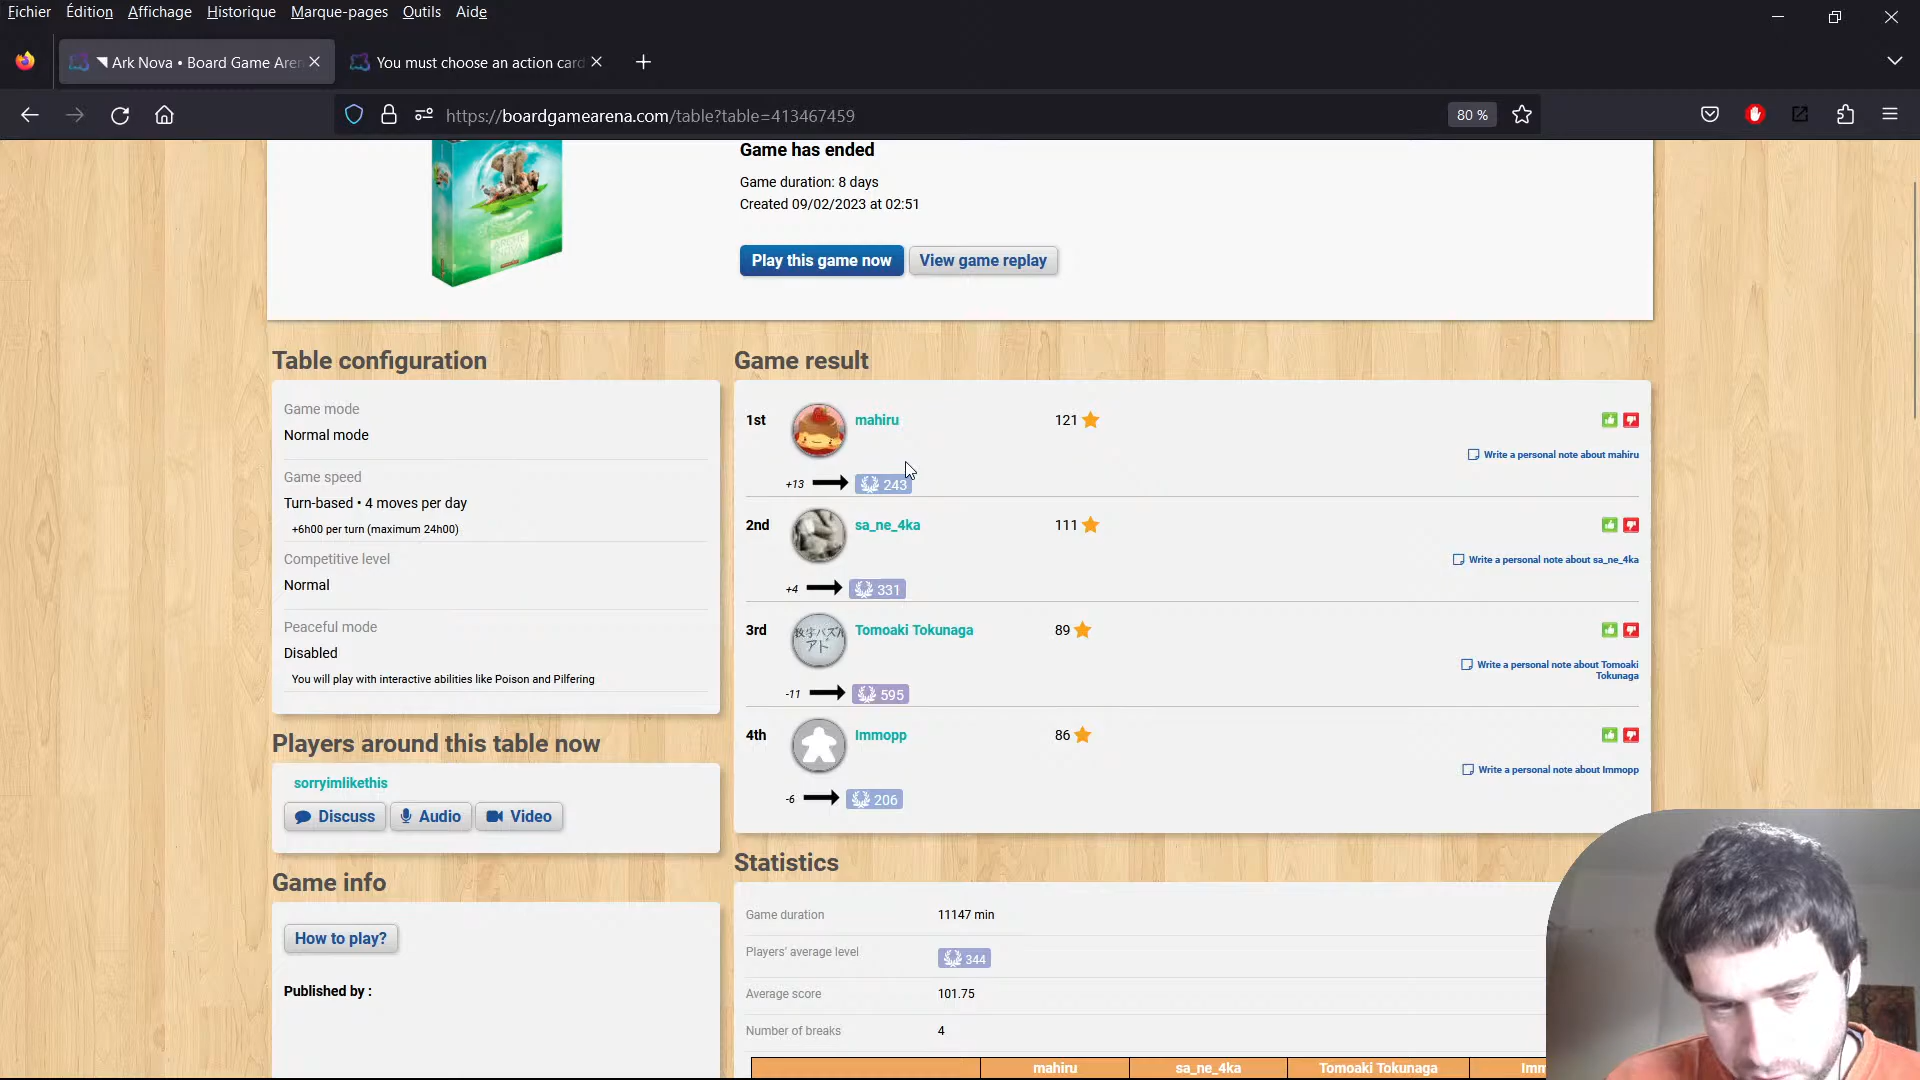 Fichier Édition Affichage Historique Marque-pages Outils Aide
Ark Nova • Board Game Aren
You must choose an action card
https://boardgamearena.com/table?table=413467459
80 %
Game has ended
Game duration: 8 days
Created 09/02/2023 at 02:51
Play this game now View game replay
Table configuration
Game mode
Normal mode
Game speed
Turn-based • 4 moves per day
+6h00 per turn (maximum 24h00)
Competitive level
Normal
Peaceful mode
Disabled
You will play with interactive abilities like Poison and Pilfering
Players around this table now
sorryimlikethis
Discuss Audio Video
Game info
How to play?
Published by :
Game result
1st mahiru 121
Write a personal note about mahiru
+13 243
2nd sa_ne_4ka 111
Write a personal note about sa_ne_4ka
+4 331
3rd Tomoaki Tokunaga 89
Write a personal note about Tomoaki
Tokunaga
-11 595
4th Immopp 86
Write a personal note about Immopp
-6 206
Statistics
Game duration 11147 min
Players' average level 344
Average score 101.75
Number of breaks 4
mahiru sa_ne_4ka Tomoaki Tokunaga Imm